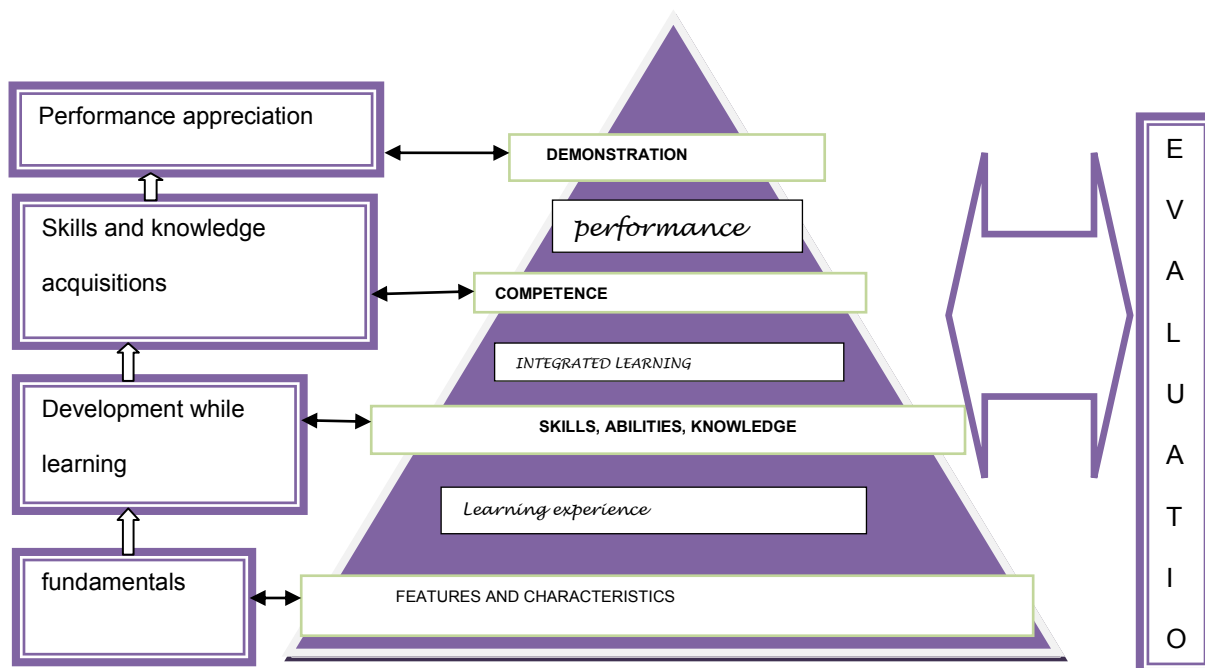 Performance appreciation
Skills and knowledge
acquisitions
Development while
learning
fundamentals
DEMONSTRATION
performance
COMPETENCE
INTEGRATED LEARNING
SKILLS, ABILITIES, KNOWLEDGE
Learning experience
FEATURES AND CHARACTERISTICS
E
V
A
L
U
A
T
I
O